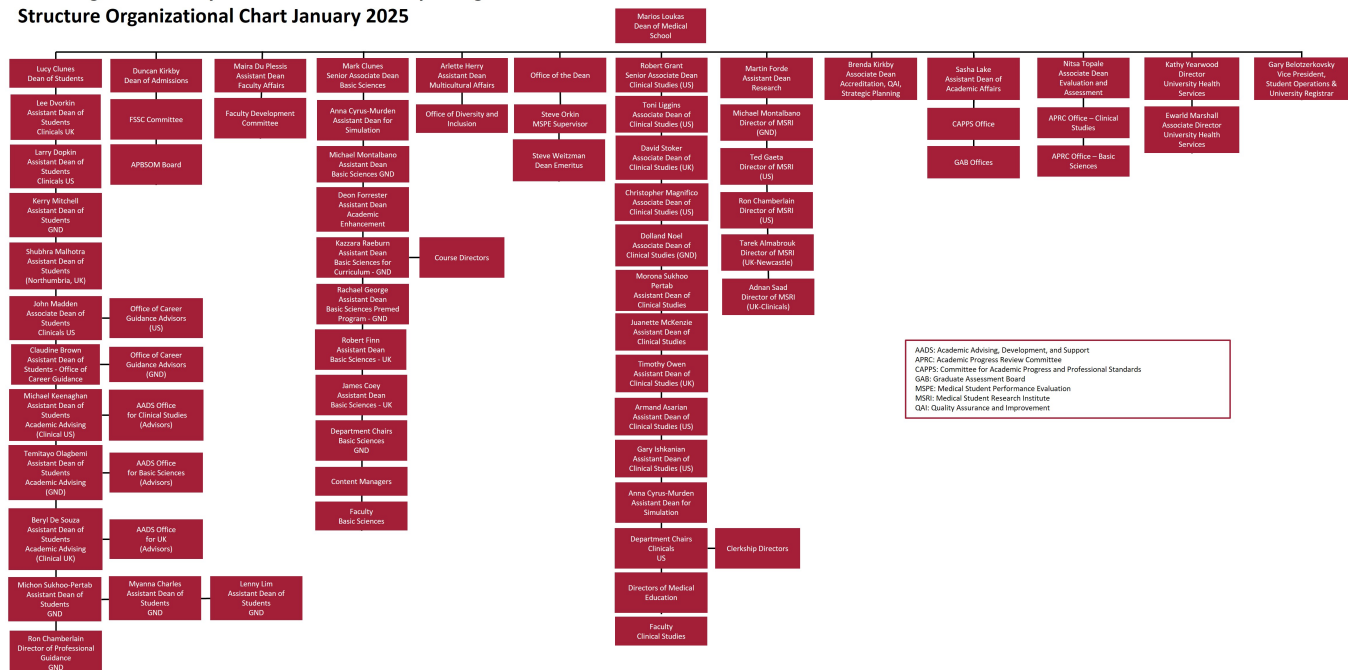 Structure Organizational Chart January 2025
Marios Loukas
Dean of Medical
School
Lucy Clunes
Dean of Students
Lee Dvorkin
Assistant Dean of
Students
Clinicals UK
Larry Dopkin
Assistant Dean of
Students
Clinicals US
Kerry Mitchell
Assistant Dean of
Students
GND
Shubhra Malhotra
Assistant Dean of
Students
(Northumbria, UK)
John Madden
Associate Dean of
Students
Clinicals US
Office of Career
Guidance Advisors
(US)
Claudine Brown
Assistant Dean of
Students - Office of
Career Guidance
Office of Career
Guidance Advisors
(GND)
Michael Keenaghan
Assistant Dean of
Students
Academic Advising
(Clinical US)
AADS Office
for Clinical Studies
(Advisors)
Temitayo Olagbemi
Assistant Dean of
Students
Academic Advising
(GND)
AADS Office
for Basic Sciences
(Advisors)
Beryl De Souza
Assistant Dean of
Students
Academic Advising
(Clinical UK)
AADS Office
for UK
(Advisors)
Michon Sukhoo-Pertab
Assistant Dean of
Students
GND
Myanna Charles
Assistant Dean of
Students
GND
Lenny Lim
Assistant Dean of
Students
GND
Ron Chamberlain
Director of Professional
Guidance
GND
Duncan Kirkby
Dean of Admissions
FSSC Committee
APBSOM Board
Maira Du Plessis
Assistant Dean
Faculty Affairs
Faculty Development
Committee
Mark Clunes
Senior Associate Dean
Basic Sciences
Anna Cyrus-Murden
Assistant Dean for
Simulation
Michael Montalbano
Assistant Dean
Basic Sciences GND
Deon Forrester
Assistant Dean
Academic
Enhancement
Kazzara Raeburn
Assistant Dean
Basic Sciences for
Curriculum - GND
Course Directors
Rachael George
Assistant Dean
Basic Sciences Premed
Program - GND
Robert Finn
Assistant Dean
Basic Sciences - UK
James Coey
Assistant Dean
Basic Sciences - UK
Department Chairs
Basic Sciences
GND
Content Managers
Faculty
Basic Sciences
Arlette Herry
Assistant Dean
Multicultural Affairs
Office of Diversity and
Inclusion
Office of the Dean
Steve Orkin
MSPE Supervisor
Steve Weitzman
Dean Emeritus
Robert Grant
Senior Associate Dean
Clinical Studies (US)
Toni Liggins
Associate Dean of
Clinical Studies (US)
David Stoker
Associate Dean of
Clinical Studies (UK)
Christopher Magnifico
Associate Dean of
Clinical Studies (US)
Dolland Noel
Associate Dean of
Clinical Studies (GND)
Morona Sukhoo
Pertab
Assistant Dean of
Clinical Studies
Juanette McKenzie
Assistant Dean of
Clinical Studies
Timothy Owen
Assistant Dean of
Clinical Studies (UK)
Armand Asarian
Assistant Dean of
Clinical Studies
(US)
Gary Ishkanian
Assistant Dean of
Clinical Studies (US)
Anna Cyrus-Murden
Assistant Dean for
Simulation
Department Chairs
Clinicals
US
Clerkship Directors
Directors of Medical
Education
Faculty
Clinical Studies
Martin Forde
Assistant Dean
Research
Michael Montalbano
Director of MSRI
(GND)
Ted Gaeta
Director of MSRI
(US)
Ron Chamberlain
Director of MSRI
(US)
Tarek Almabrouk
Director of MSRI
(UK-Newcastle)
Adnan Saad
Director of MSRI
(UK-Clinicals)
Brenda Kirkby
Associate Dean
Accreditation, QAI,
Strategic Planning
Sasha Lake
Assistant Dean of
Academic Affairs
CAPPS Office
GAB Offices
Nitsa Topale
Associate Dean
Evaluation and
Assessment
APRC Office – Clinical
Studies
APRC Office – Basic
Sciences
Kathy Yearwood
Director
University Health
Services
Ewarld Marshall
Associate Director
University Health
Services
Gary Belotzerkovsky
Vice President,
Student Operations &
University Registrar
AADS: Academic Advising, Development, and Support
APRC: Academic Progress Review Committee
CAPPS: Committee for Academic Progress and Professional Standards
GAB: Graduate Assessment Board
MSPE: Medical Student Performance Evaluation
MSRI: Medical Student Research Institute
QAI: Quality Assurance and Improvement